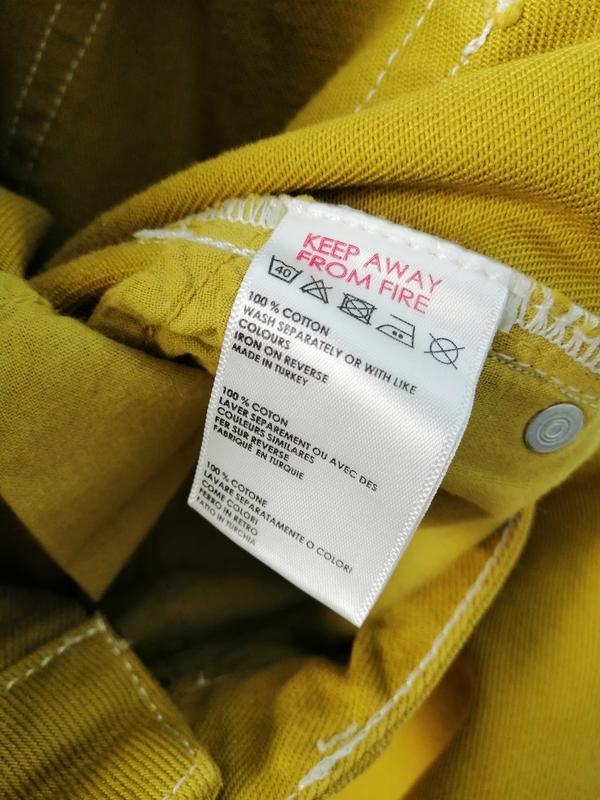 KEEP AWAY
FROM FIRE
40
100 % COTTON
WASH SEPARATELY OR WITH LIKE
COLOURS
IRON ON REVERSE
MADE IN TURKEY
100 % COTON
LAVER SEPAREMENT OU AVEC DES
COULEURS SIMILAIRES
FER SUR REVERSE
FABRIQUÉ EN TURQUIE
100 % COTONE
LAVARE SEPARATAMENTE O COLORI
COME COLORI
FERRO IN RETRO
FATTO IN TURCHIA